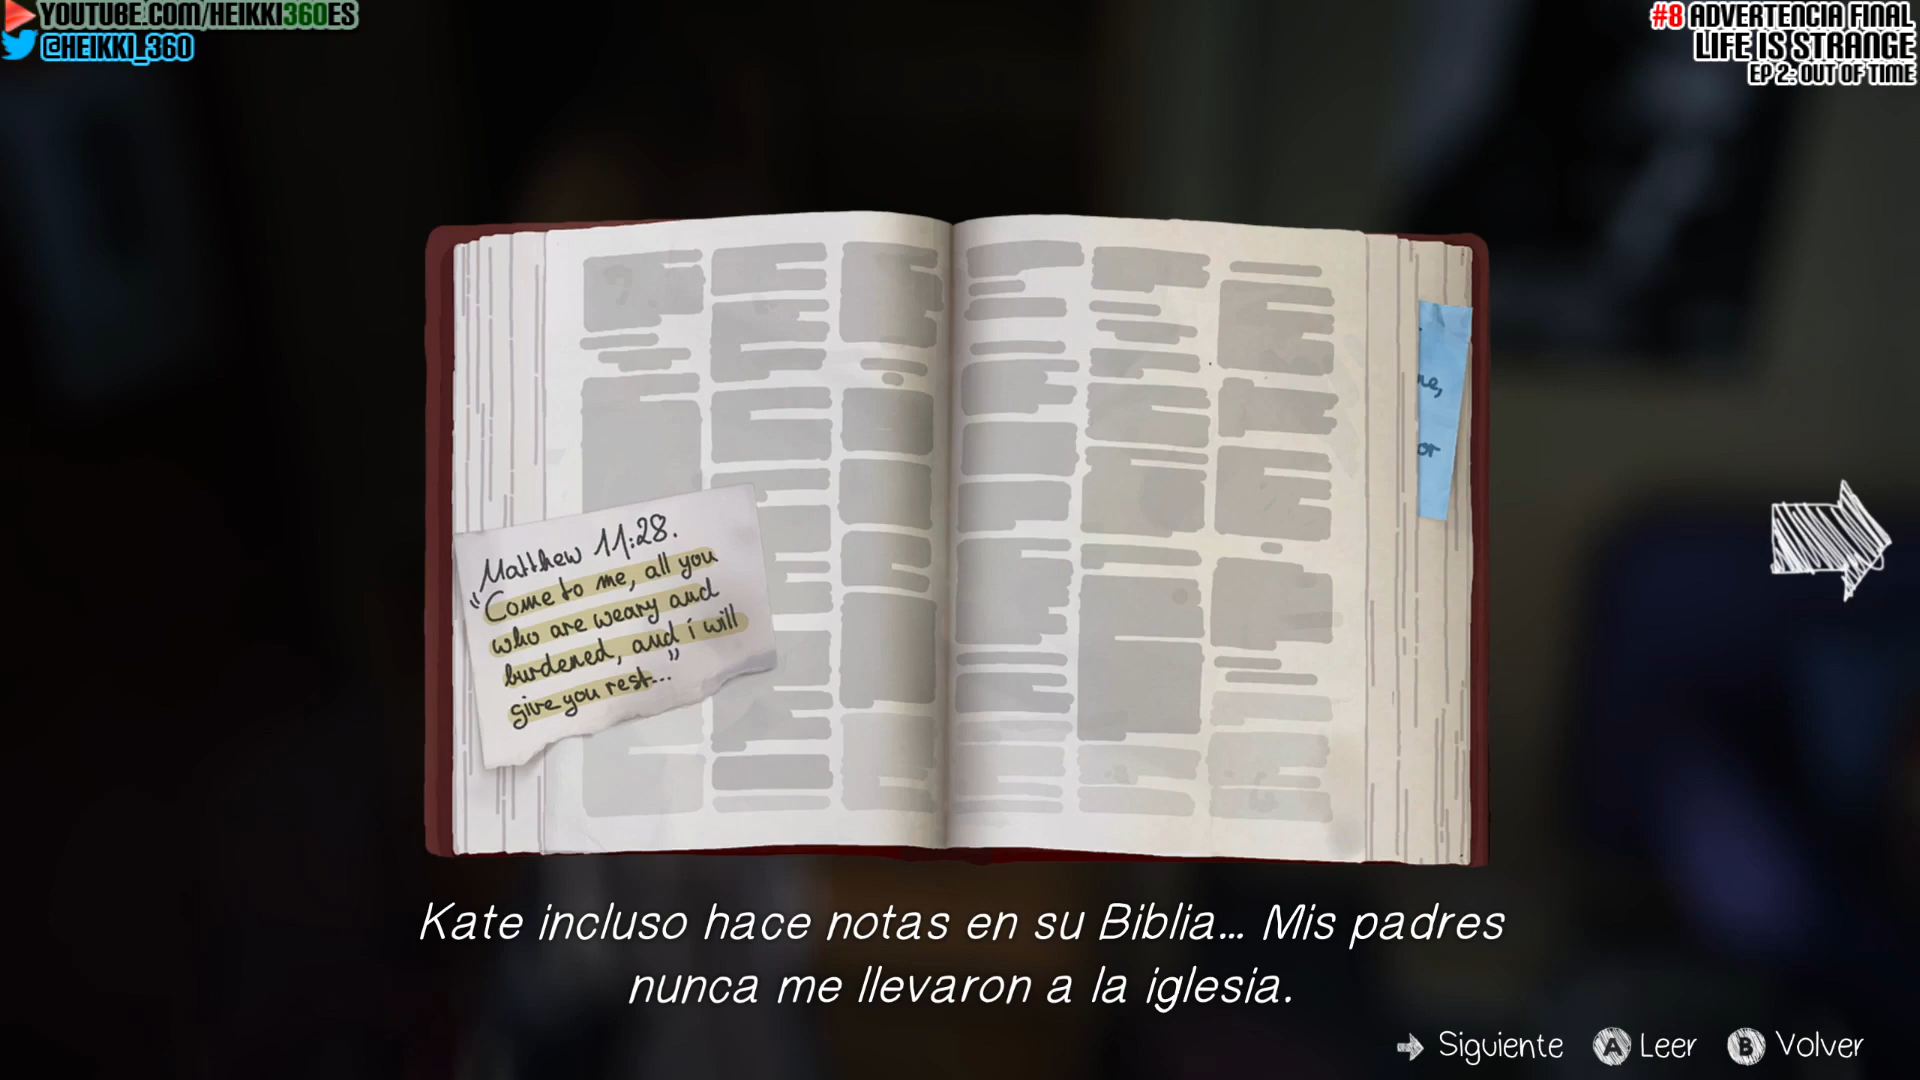 YOUTUBE.COM/HEIKKI360ES
@HEIKKI_360
#8 ADVERTENCIA FINAL
LIFE IS STRANGE
EP 2: OUT OF TIME
Matthew 11:28.
"Come to me, all you
who are weary and
burdened, and i will
give you rest..."
me,
or
Kate incluso hace notas en su Biblia... Mis padres
nunca me llevaron a la iglesia.
Siguiente A Leer B Volver